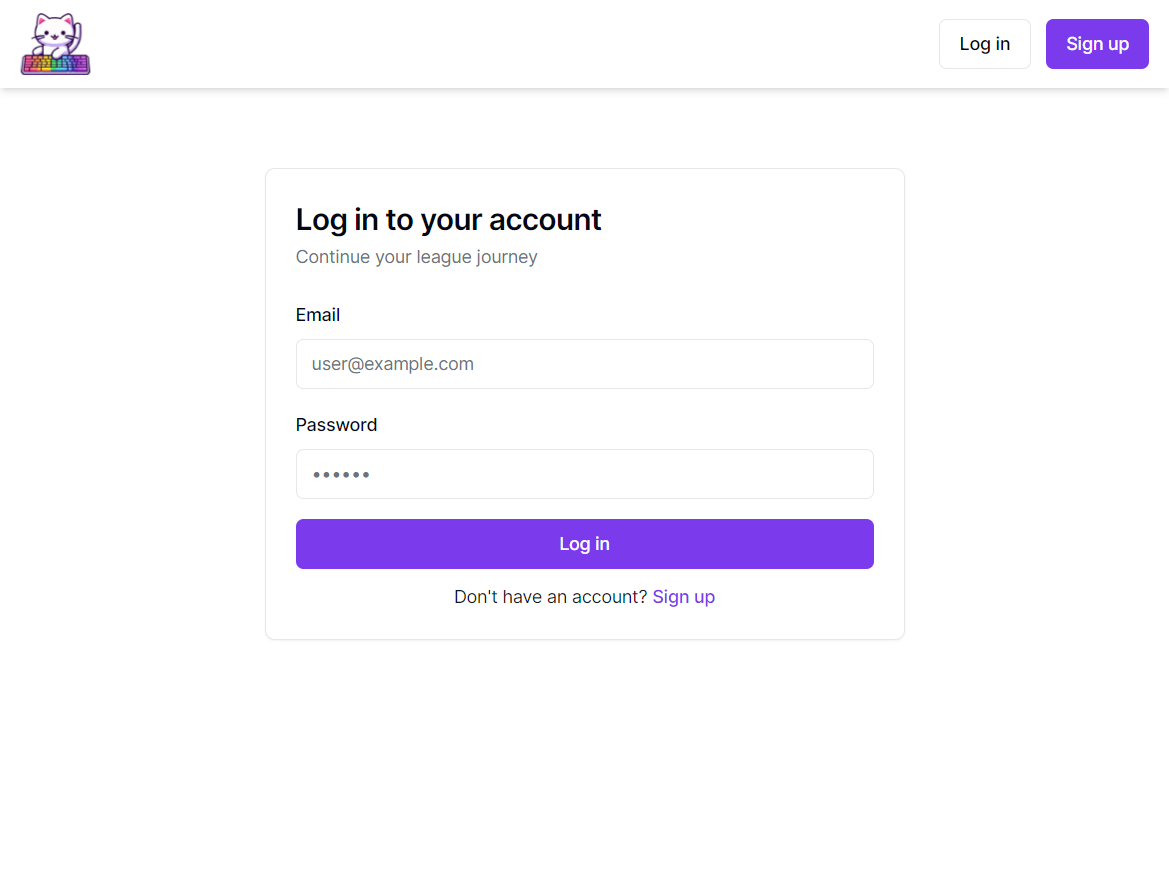 Log in
Sign up
Log in to your account
Continue your league journey
Email
user@example.com
Password
••••••
Log in
Don't have an account? Sign up